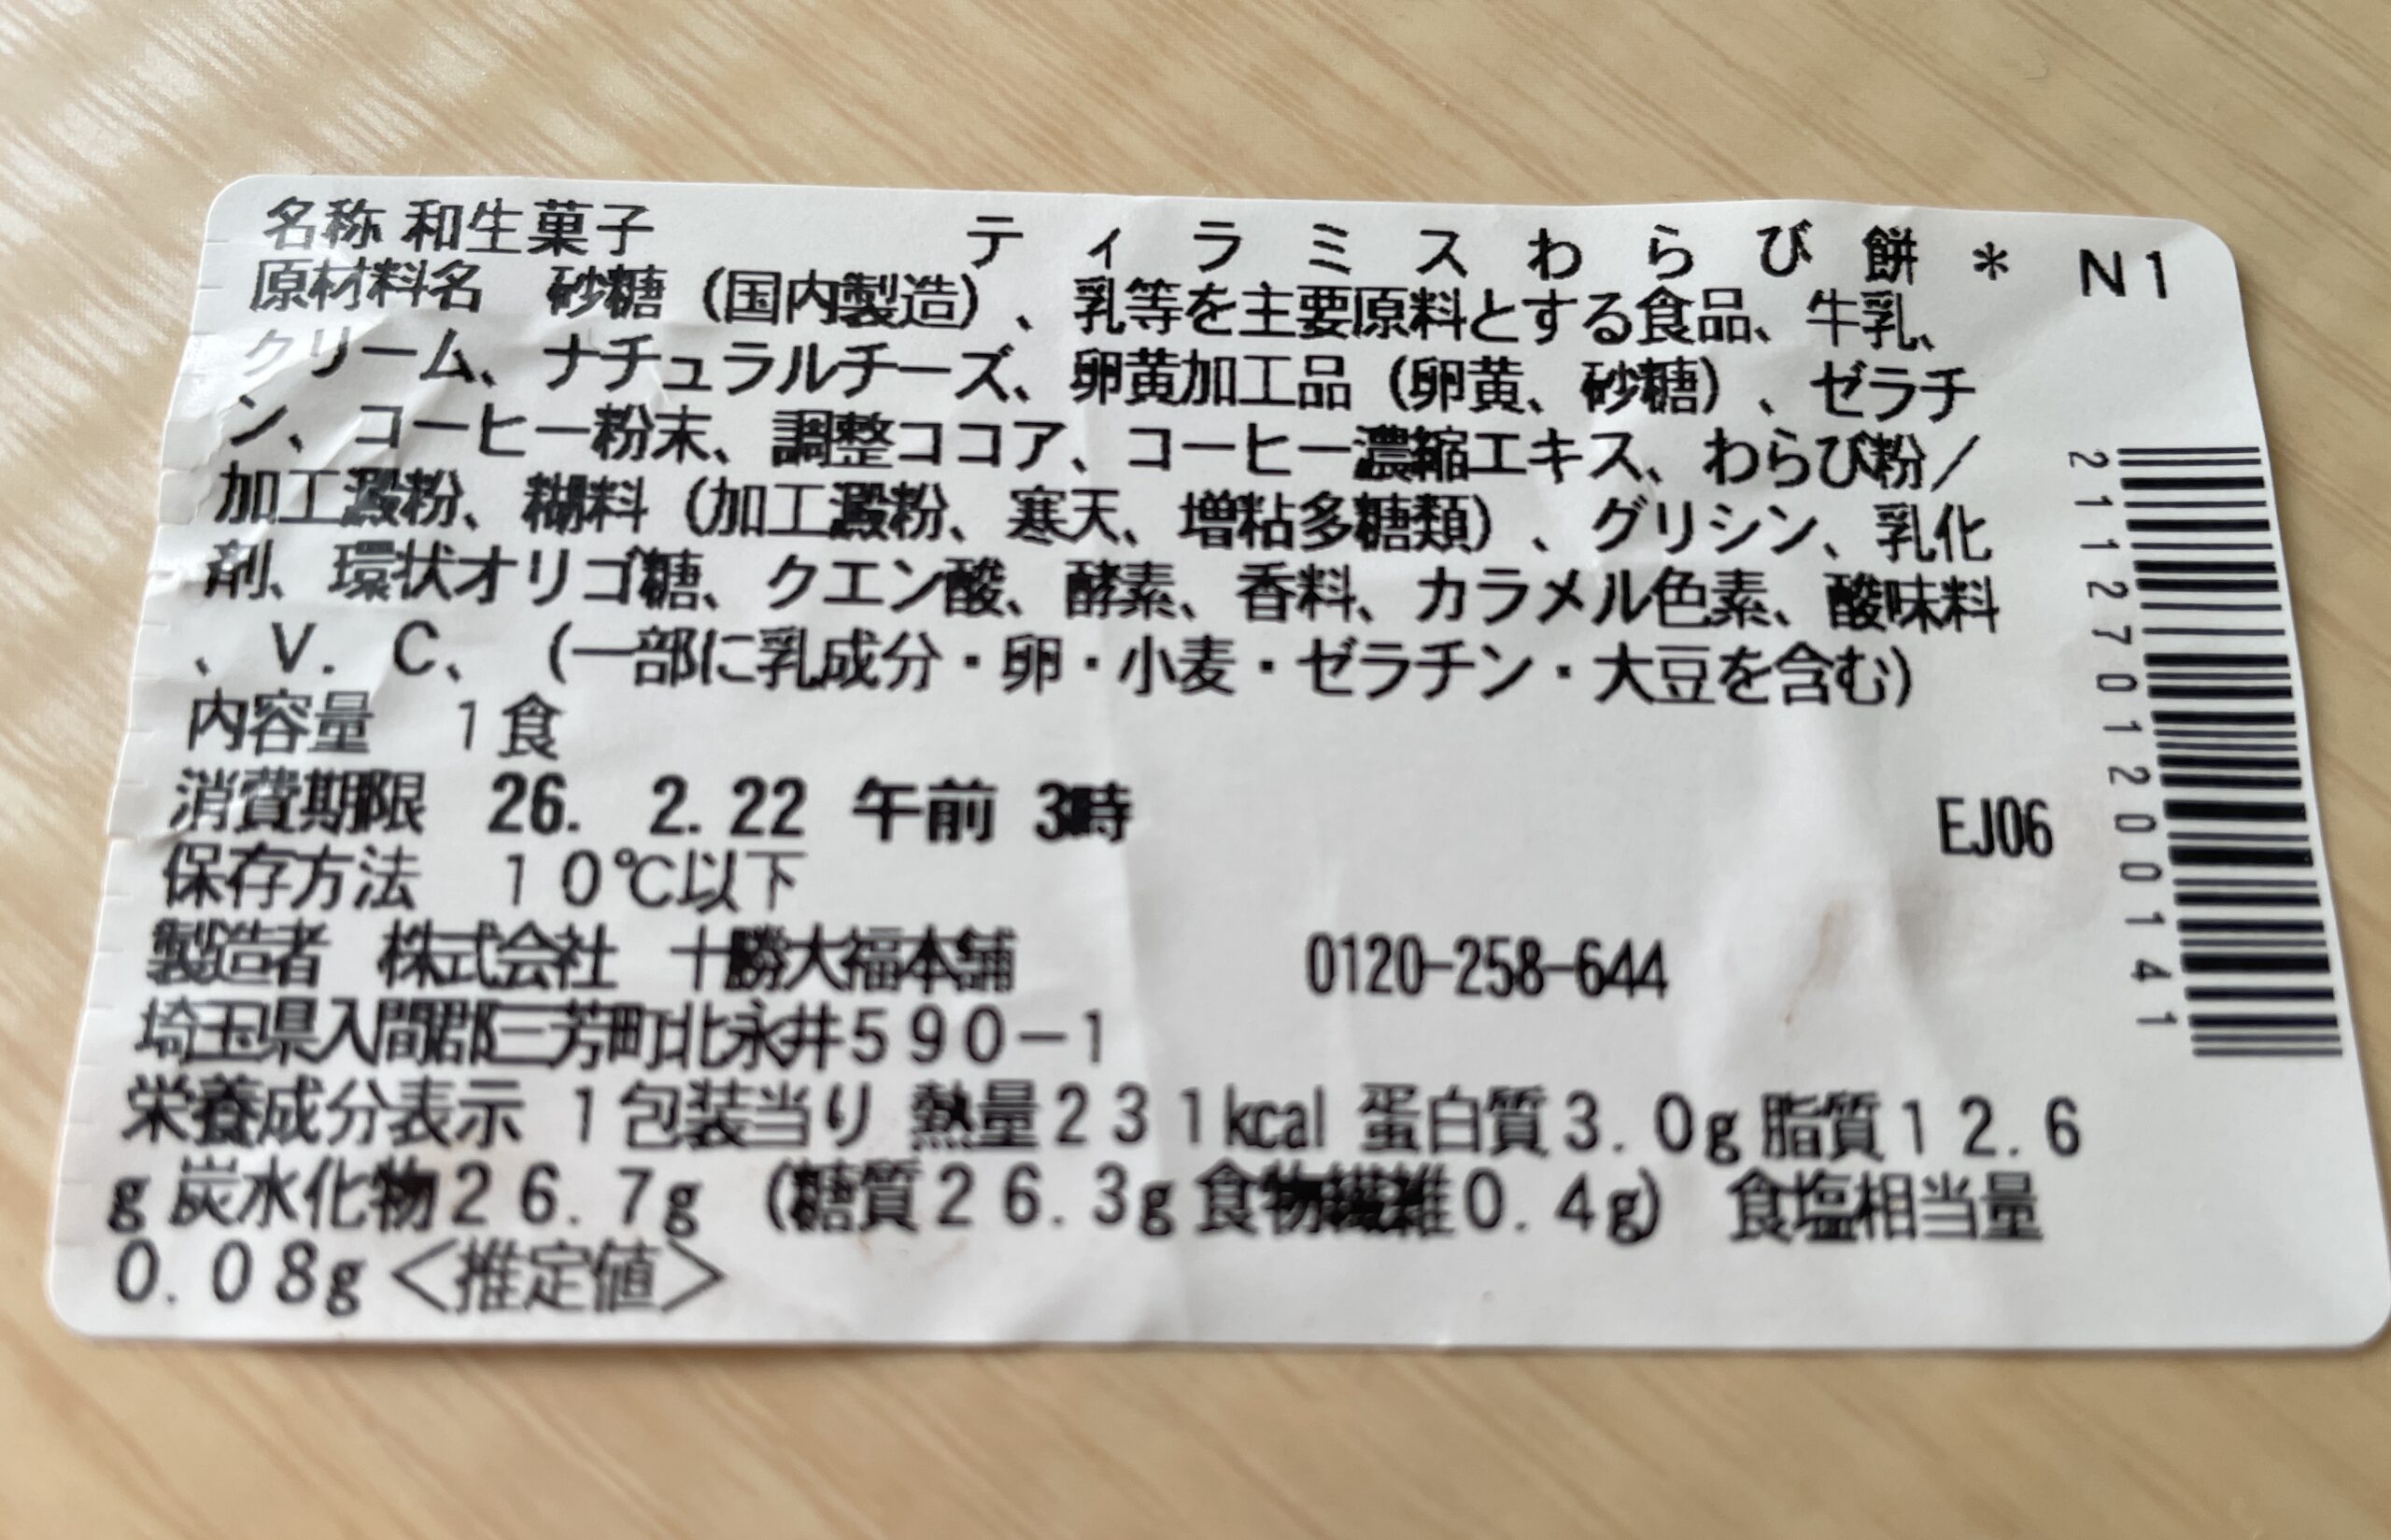 名称 和生菓子 ティラミスわらび餅＊ N1
原材料名 砂糖（国内製造）、乳等を主要原料とする食品、牛乳、
クリーム、ナチュラルチーズ、卵黄加工品（卵黄、砂糖）、ゼラチ
ン、コーヒー粉末、調整ココア、コーヒー濃縮エキス、わらび粉／
加工澱粉、糊料（加工澱粉、寒天、増粘多糖類）、グリシン、乳化
剤、環状オリゴ糖、クエン酸、酵素、香料、カラメル色素、酸味料
、V．C、（一部に乳成分・卵・小麦・ゼラチン・大豆を含む）
内容量 1食
消費期限 26. 2.22 午前 3時 EJ06
保存方法 10℃以下
製造者 株式会社 十勝大福本舗 0120-258-644
埼玉県入間郡三芳町北永井590－1
栄養成分表示 1包装当り 熱量231kcal 蛋白質3.0g 脂質12.6
g 炭水化物26.7g （糖質26.3g 食物繊維0.4g） 食塩相当量
0.08g＜推定値＞
2112701200141